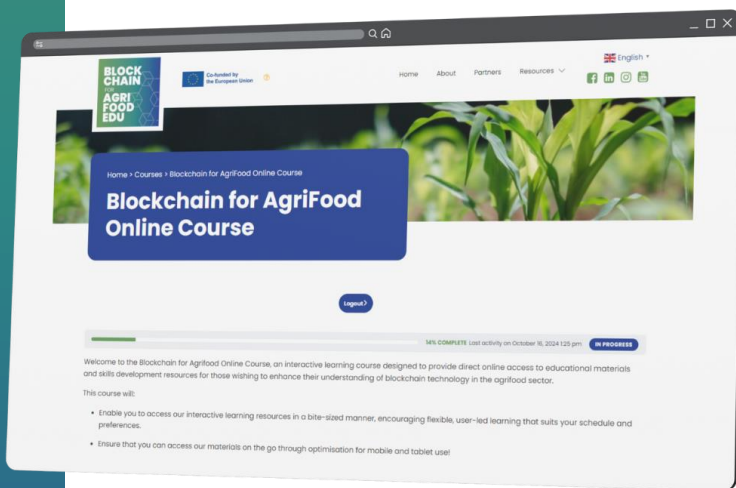 BLOCK
CHAIN
FOR
AGRI
FOOD
EDU
Co-funded by
the European Union
Home About Partners Resources
English
Home > Courses > Blockchain for AgriFood Online Course
Blockchain for AgriFood
Online Course
Logout >
14% COMPLETE Last activity on October 16, 2024 1:25 pm IN PROGRESS
Welcome to the Blockchain for Agrifood Online Course, an interactive learning course designed to provide direct online access to educational materials
and skills development resources for those wishing to enhance their understanding of blockchain technology in the agrifood sector.
This course will:
• Enable you to access our interactive learning resources in a bite-sized manner, encouraging flexible, user-led learning that suits your schedule and
preferences.
• Ensure that you can access our materials on the go through optimisation for mobile and tablet use!